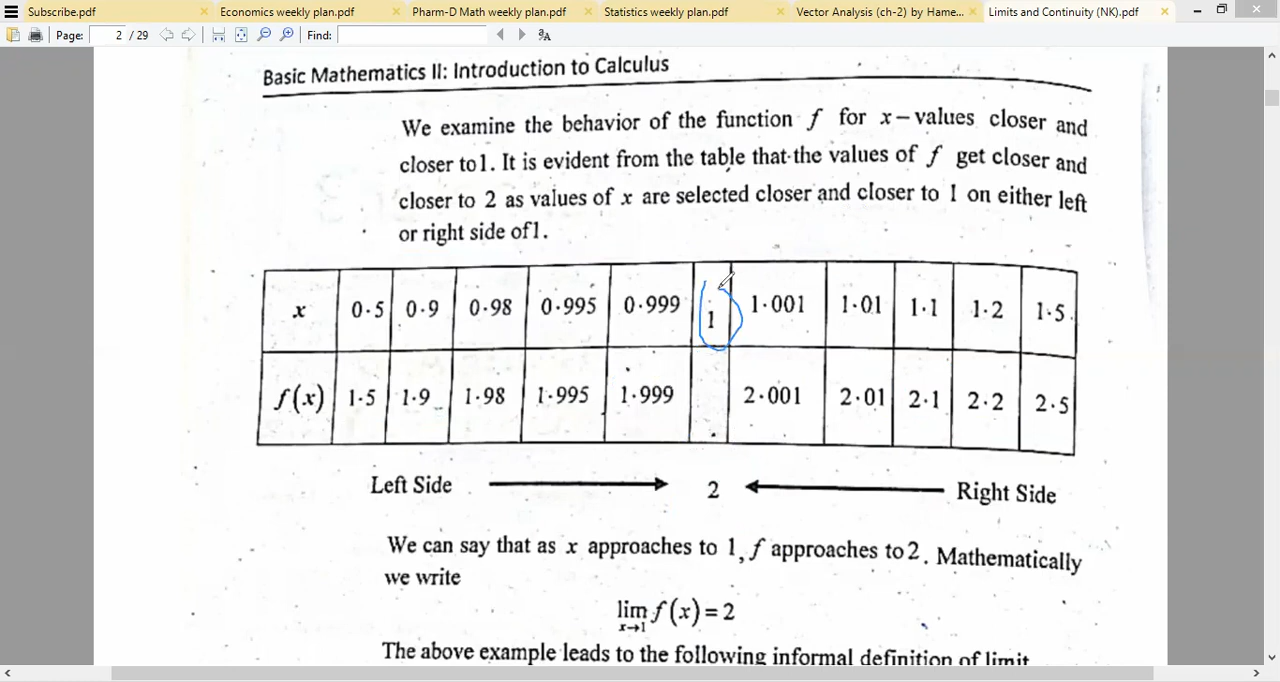 Subscribe.pdf × Economics weekly plan.pdf × Pharm-D Math weekly plan.pdf × Statistics weekly plan.pdf × Vector Analysis (ch-2) by Hame... × Limits and Continuity (NK).pdf ×
Page: 2 / 29 Find:
Basic Mathematics II: Introduction to Calculus
We examine the behavior of the function f for x – values closer and
closer to1. It is evident from the table that the values of f get closer and
closer to 2 as values of x are selected closer and closer to 1 on either left
or right side of1.
x 0·5 0·9 0·98 0·995 0·999 1 1·001 1·01 1·1 1·2 1·5
f(x) 1·5 1·9 1·98 1·995 1·999 2·001 2·01 2·1 2·2 2·5
Left Side 2 Right Side
We can say that as x approaches to 1, f approaches to 2. Mathematically
we write
lim f(x) = 2
x→1
The above example leads to the following informal definition of limit